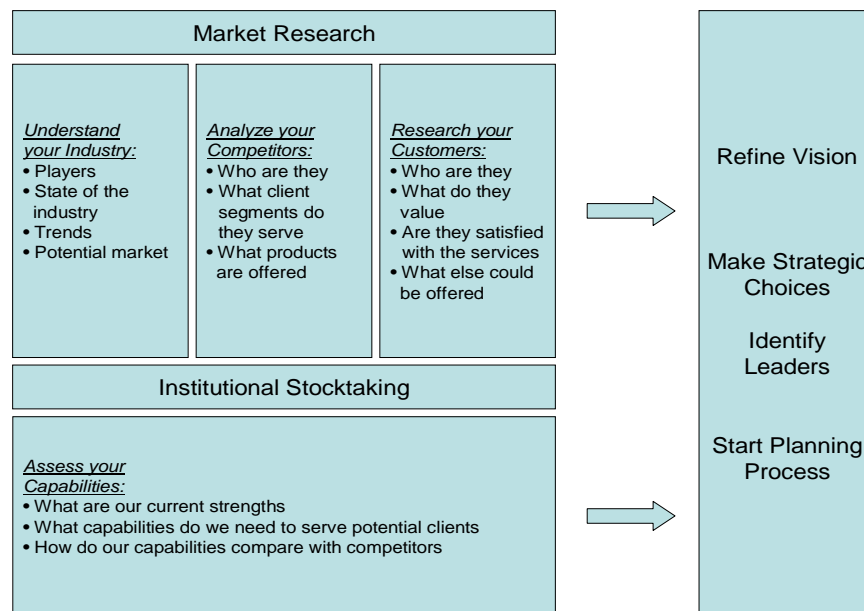 Market Research
Understand
your Industry:
• Players
• State of the
industry
• Trends
• Potential market
Analyze your
Competitors:
• Who are they
• What client
segments do
they serve
• What products
are offered
Research your
Customers:
• Who are they
• What do they
value
• Are they satisfied
with the services
• What else could
be offered
Institutional Stocktaking
Assess your
Capabilities:
• What are our current strengths
• What capabilities do we need to serve potential clients
• How do our capabilities compare with competitors
Refine Vision
Make Strategic
Choices
Identify
Leaders
Start Planning
Process